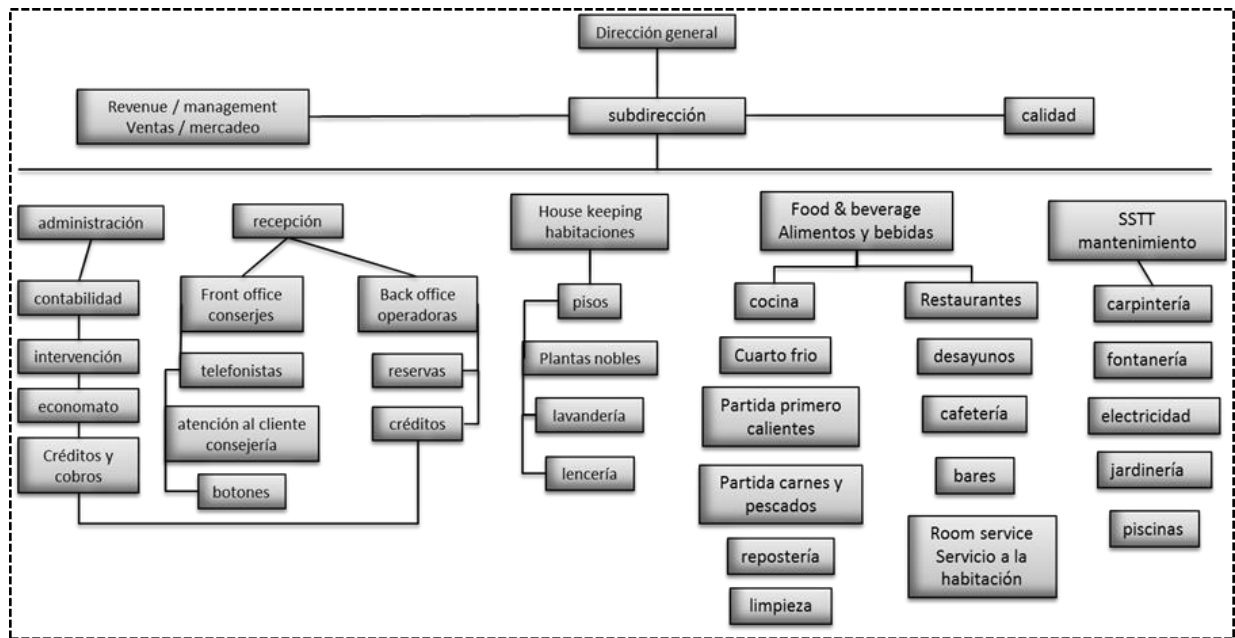 Dirección general
Revenue / management
Ventas / mercadeo
subdirección
calidad
administración
recepción
House keeping
habitaciones
Food & beverage
Alimentos y bebidas
SSTT
mantenimiento
contabilidad
intervención
economato
Créditos y
cobros
Front office
conserjes
telefonistas
atención al cliente
consejería
botones
Back office
operadoras
reservas
créditos
pisos
Plantas nobles
lavandería
lencería
cocina
Cuarto frio
Partida primero
calientes
Partida carnes y
pescados
repostería
limpieza
Restaurantes
desayunos
cafetería
bares
Room service
Servicio a la
habitación
carpintería
fontanería
electricidad
jardinería
piscinas